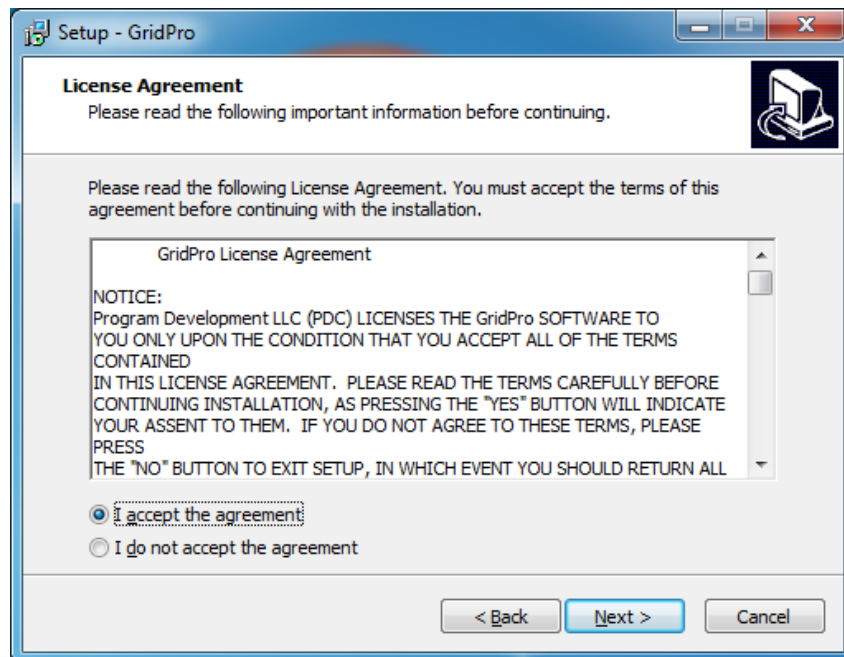 Setup - GridPro
License Agreement
Please read the following important information before continuing.
Please read the following License Agreement. You must accept the terms of this
agreement before continuing with the installation.
GridPro License Agreement
NOTICE:
Program Development LLC (PDC) LICENSES THE GridPro SOFTWARE TO
YOU ONLY UPON THE CONDITION THAT YOU ACCEPT ALL OF THE TERMS
CONTAINED
IN THIS LICENSE AGREEMENT.  PLEASE READ THE TERMS CAREFULLY BEFORE
CONTINUING INSTALLATION, AS PRESSING THE "YES" BUTTON WILL INDICATE
YOUR ASSENT TO THEM.  IF YOU DO NOT AGREE TO THESE TERMS, PLEASE
PRESS
THE "NO" BUTTON TO EXIT SETUP, IN WHICH EVENT YOU SHOULD RETURN ALL
I accept the agreement
I do not accept the agreement
< Back Next > Cancel